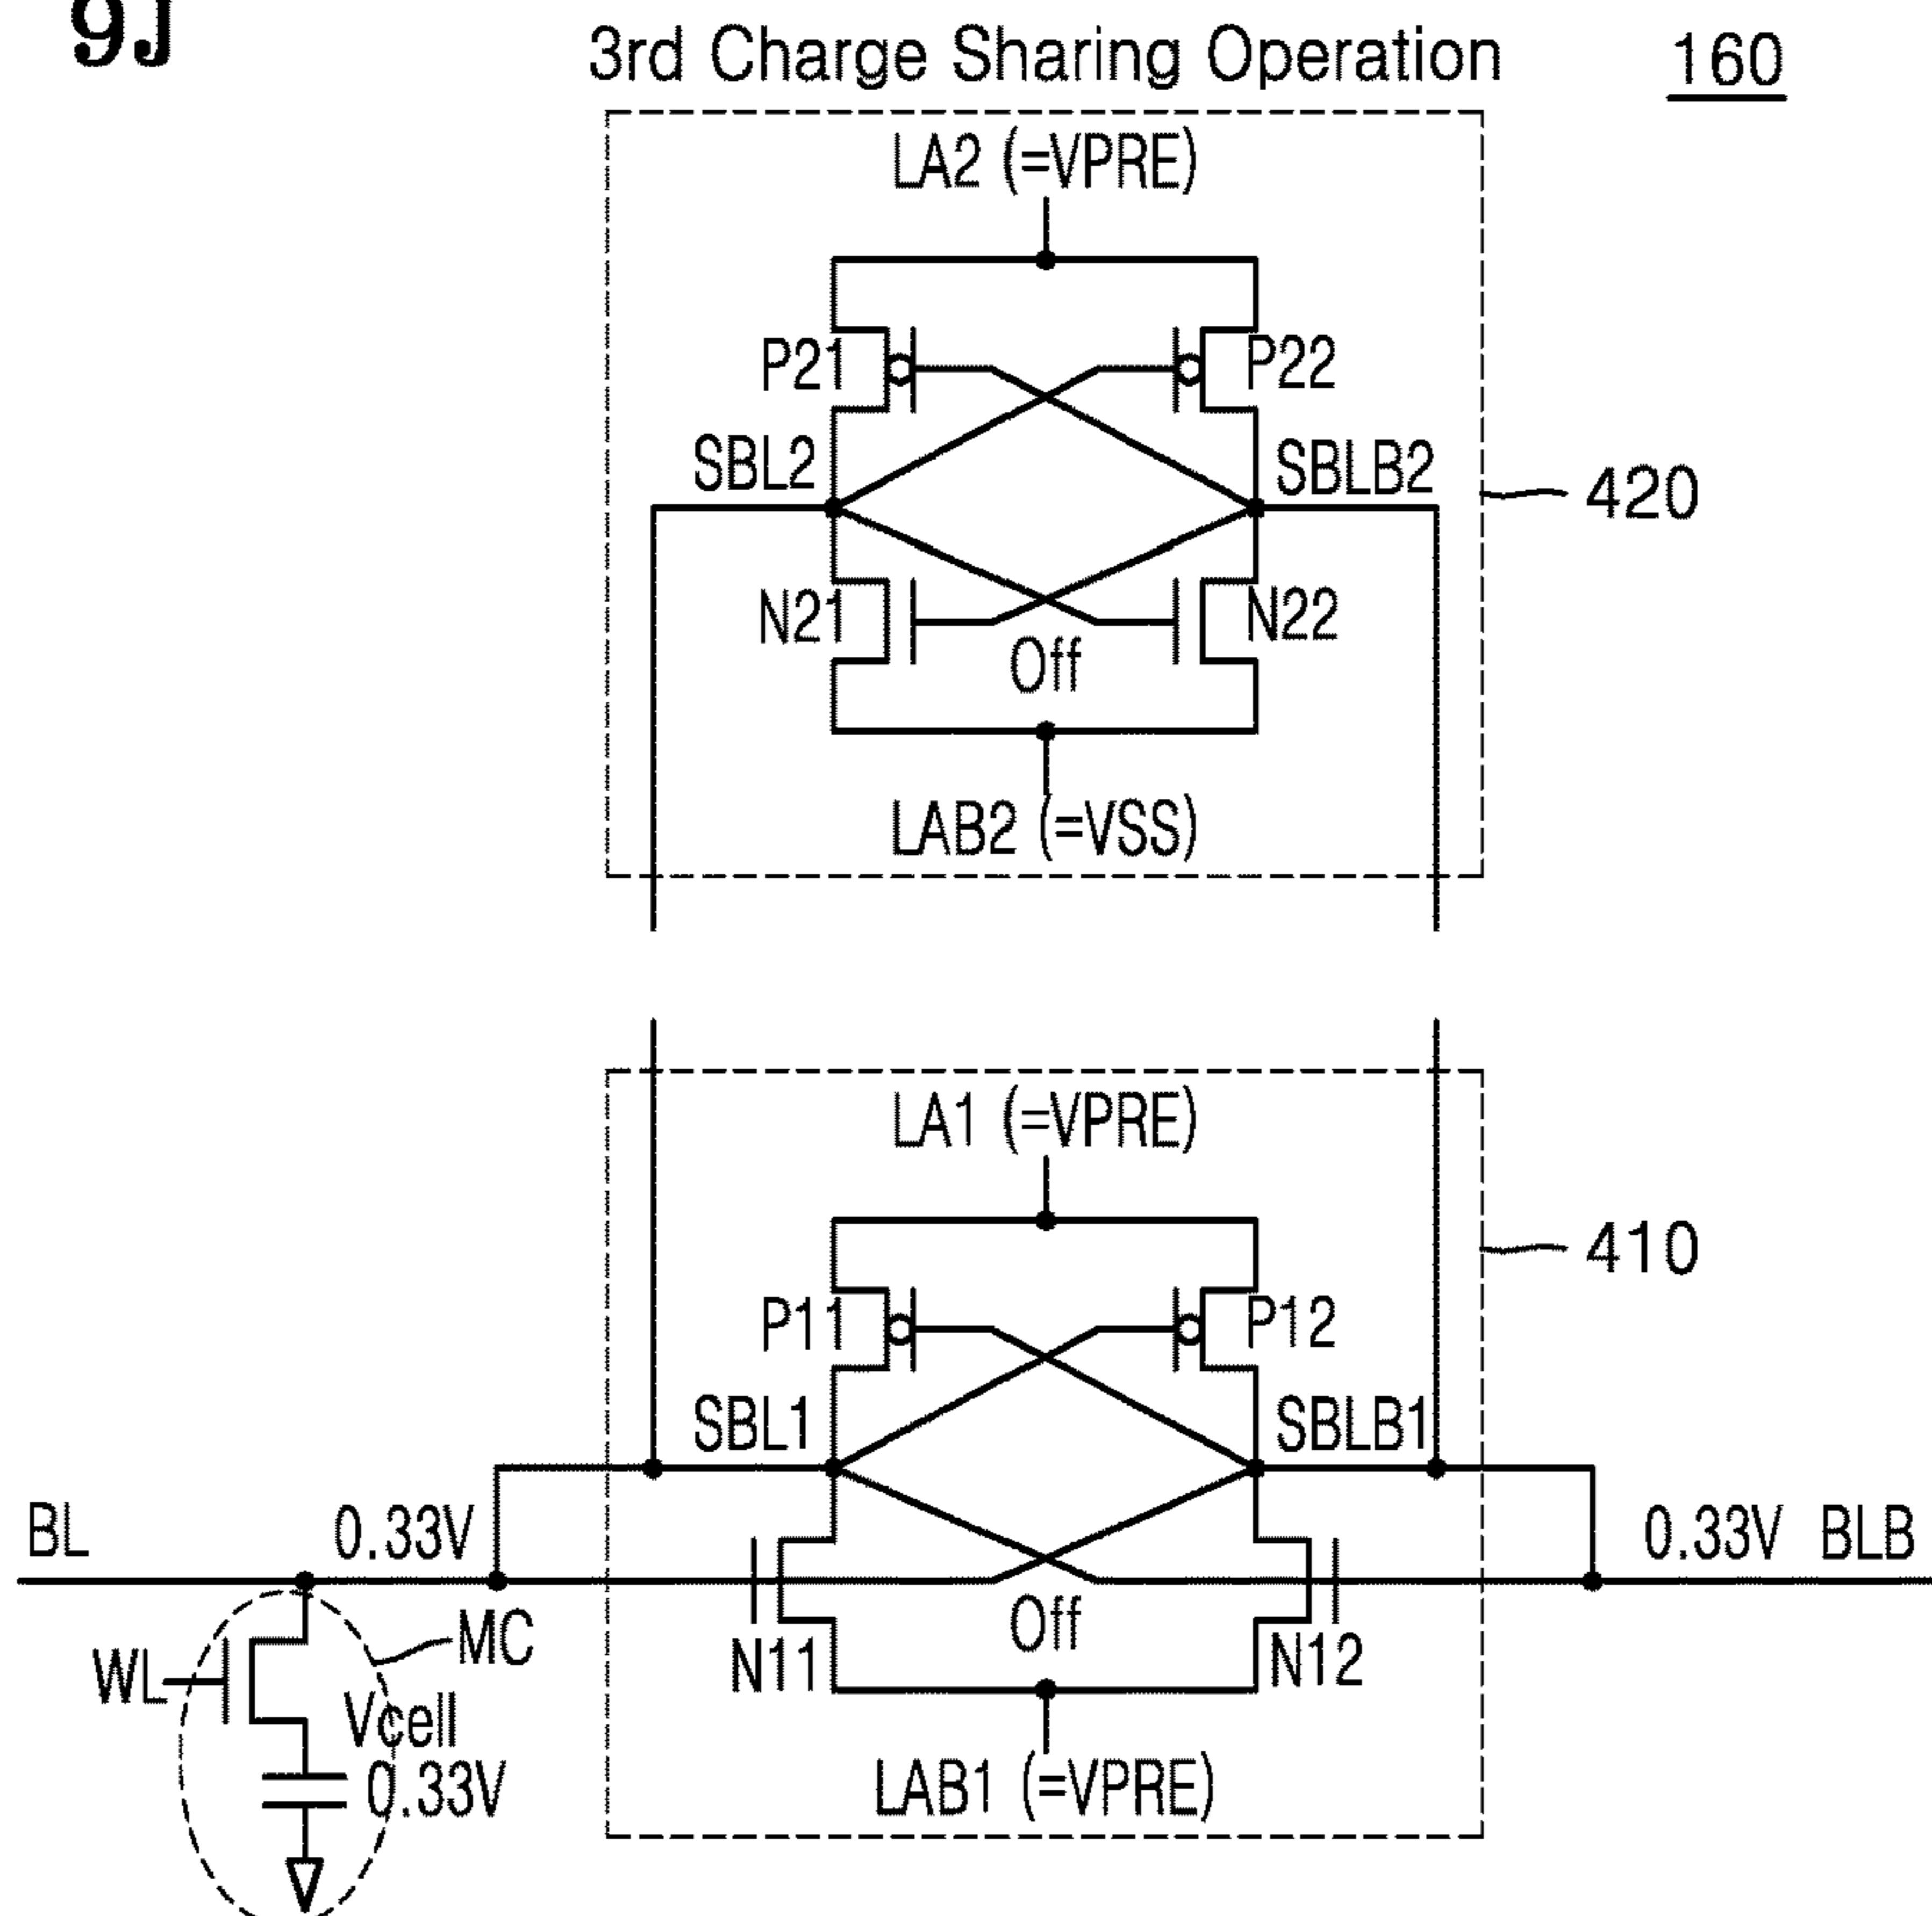 9J
3rd Charge Sharing Operation
160
LA2 (=VPRE)
P21
P22
SBL2
SBLB2
420
N21
N22
Off
LAB2 (=VSS)
LA1 (=VPRE)
410
P11
P12
SBL1
SBLB1
BL
0.33V
0.33V BLB
Off
MC
N11
N12
WL
Vcell
0.33V
LAB1 (=VPRE)